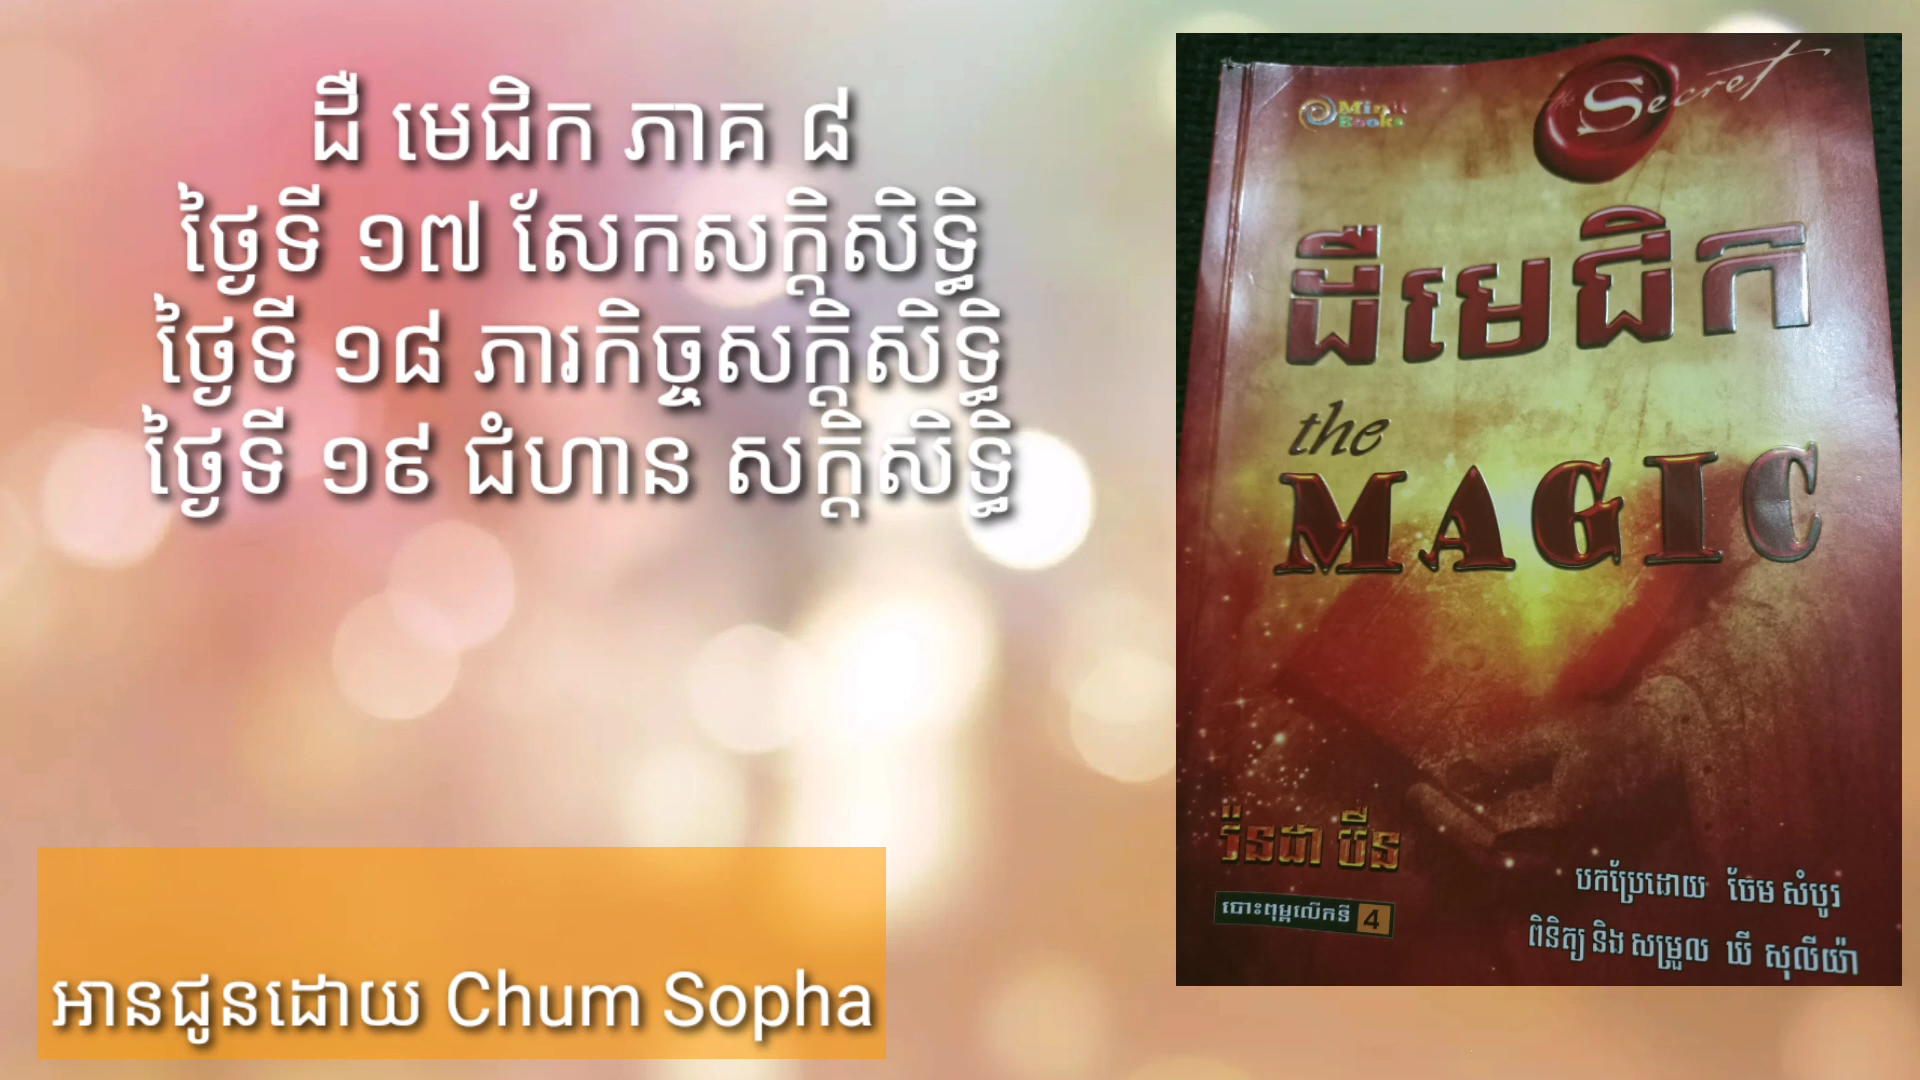 ដឺ មេជិក ភាគ ៨
ថ្ងៃទី ១៧ សែកសក្តិសិទ្ធិ
ថ្ងៃទី ១៨ ភារកិច្ចសក្តិសិទ្ធិ
ថ្ងៃទី ១៩ ជំហាន សក្តិសិទ្ធិ
អានជូនដោយ Chum Sopha
The Secret
Mind Books
ដឺមេជិក
the
MAGIC
រ៉នដា ប៊ីន
បោះពុម្ពលើកទី 4
បកប្រែដោយ ចែម សំបូរ
ពិនិត្យ និង សម្រួល ឃី សុលីយ៉ា